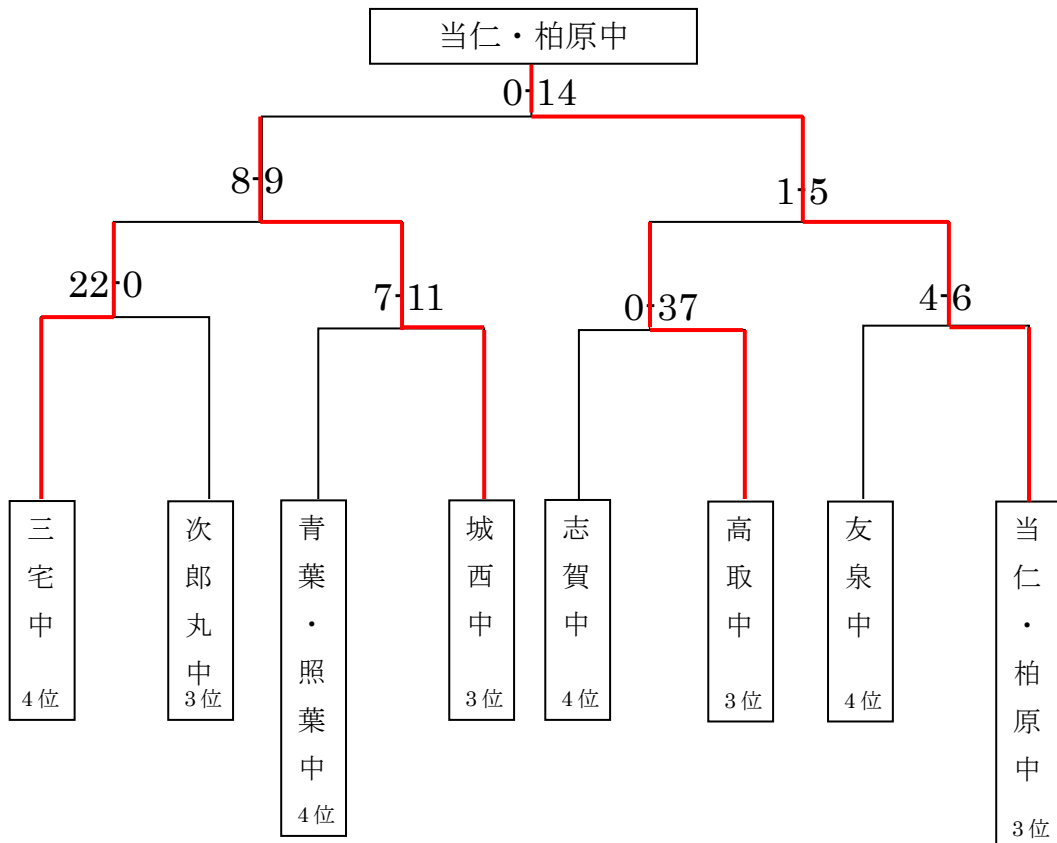 当仁・柏原中
0-14
8-9
1-5
22-0
7-11
0-37
4-6
三宅中
4位
次郎丸中
3位
青葉・照葉中
4位
城西中
3位
志賀中
4位
高取中
3位
友泉中
4位
当仁・柏原中
3位